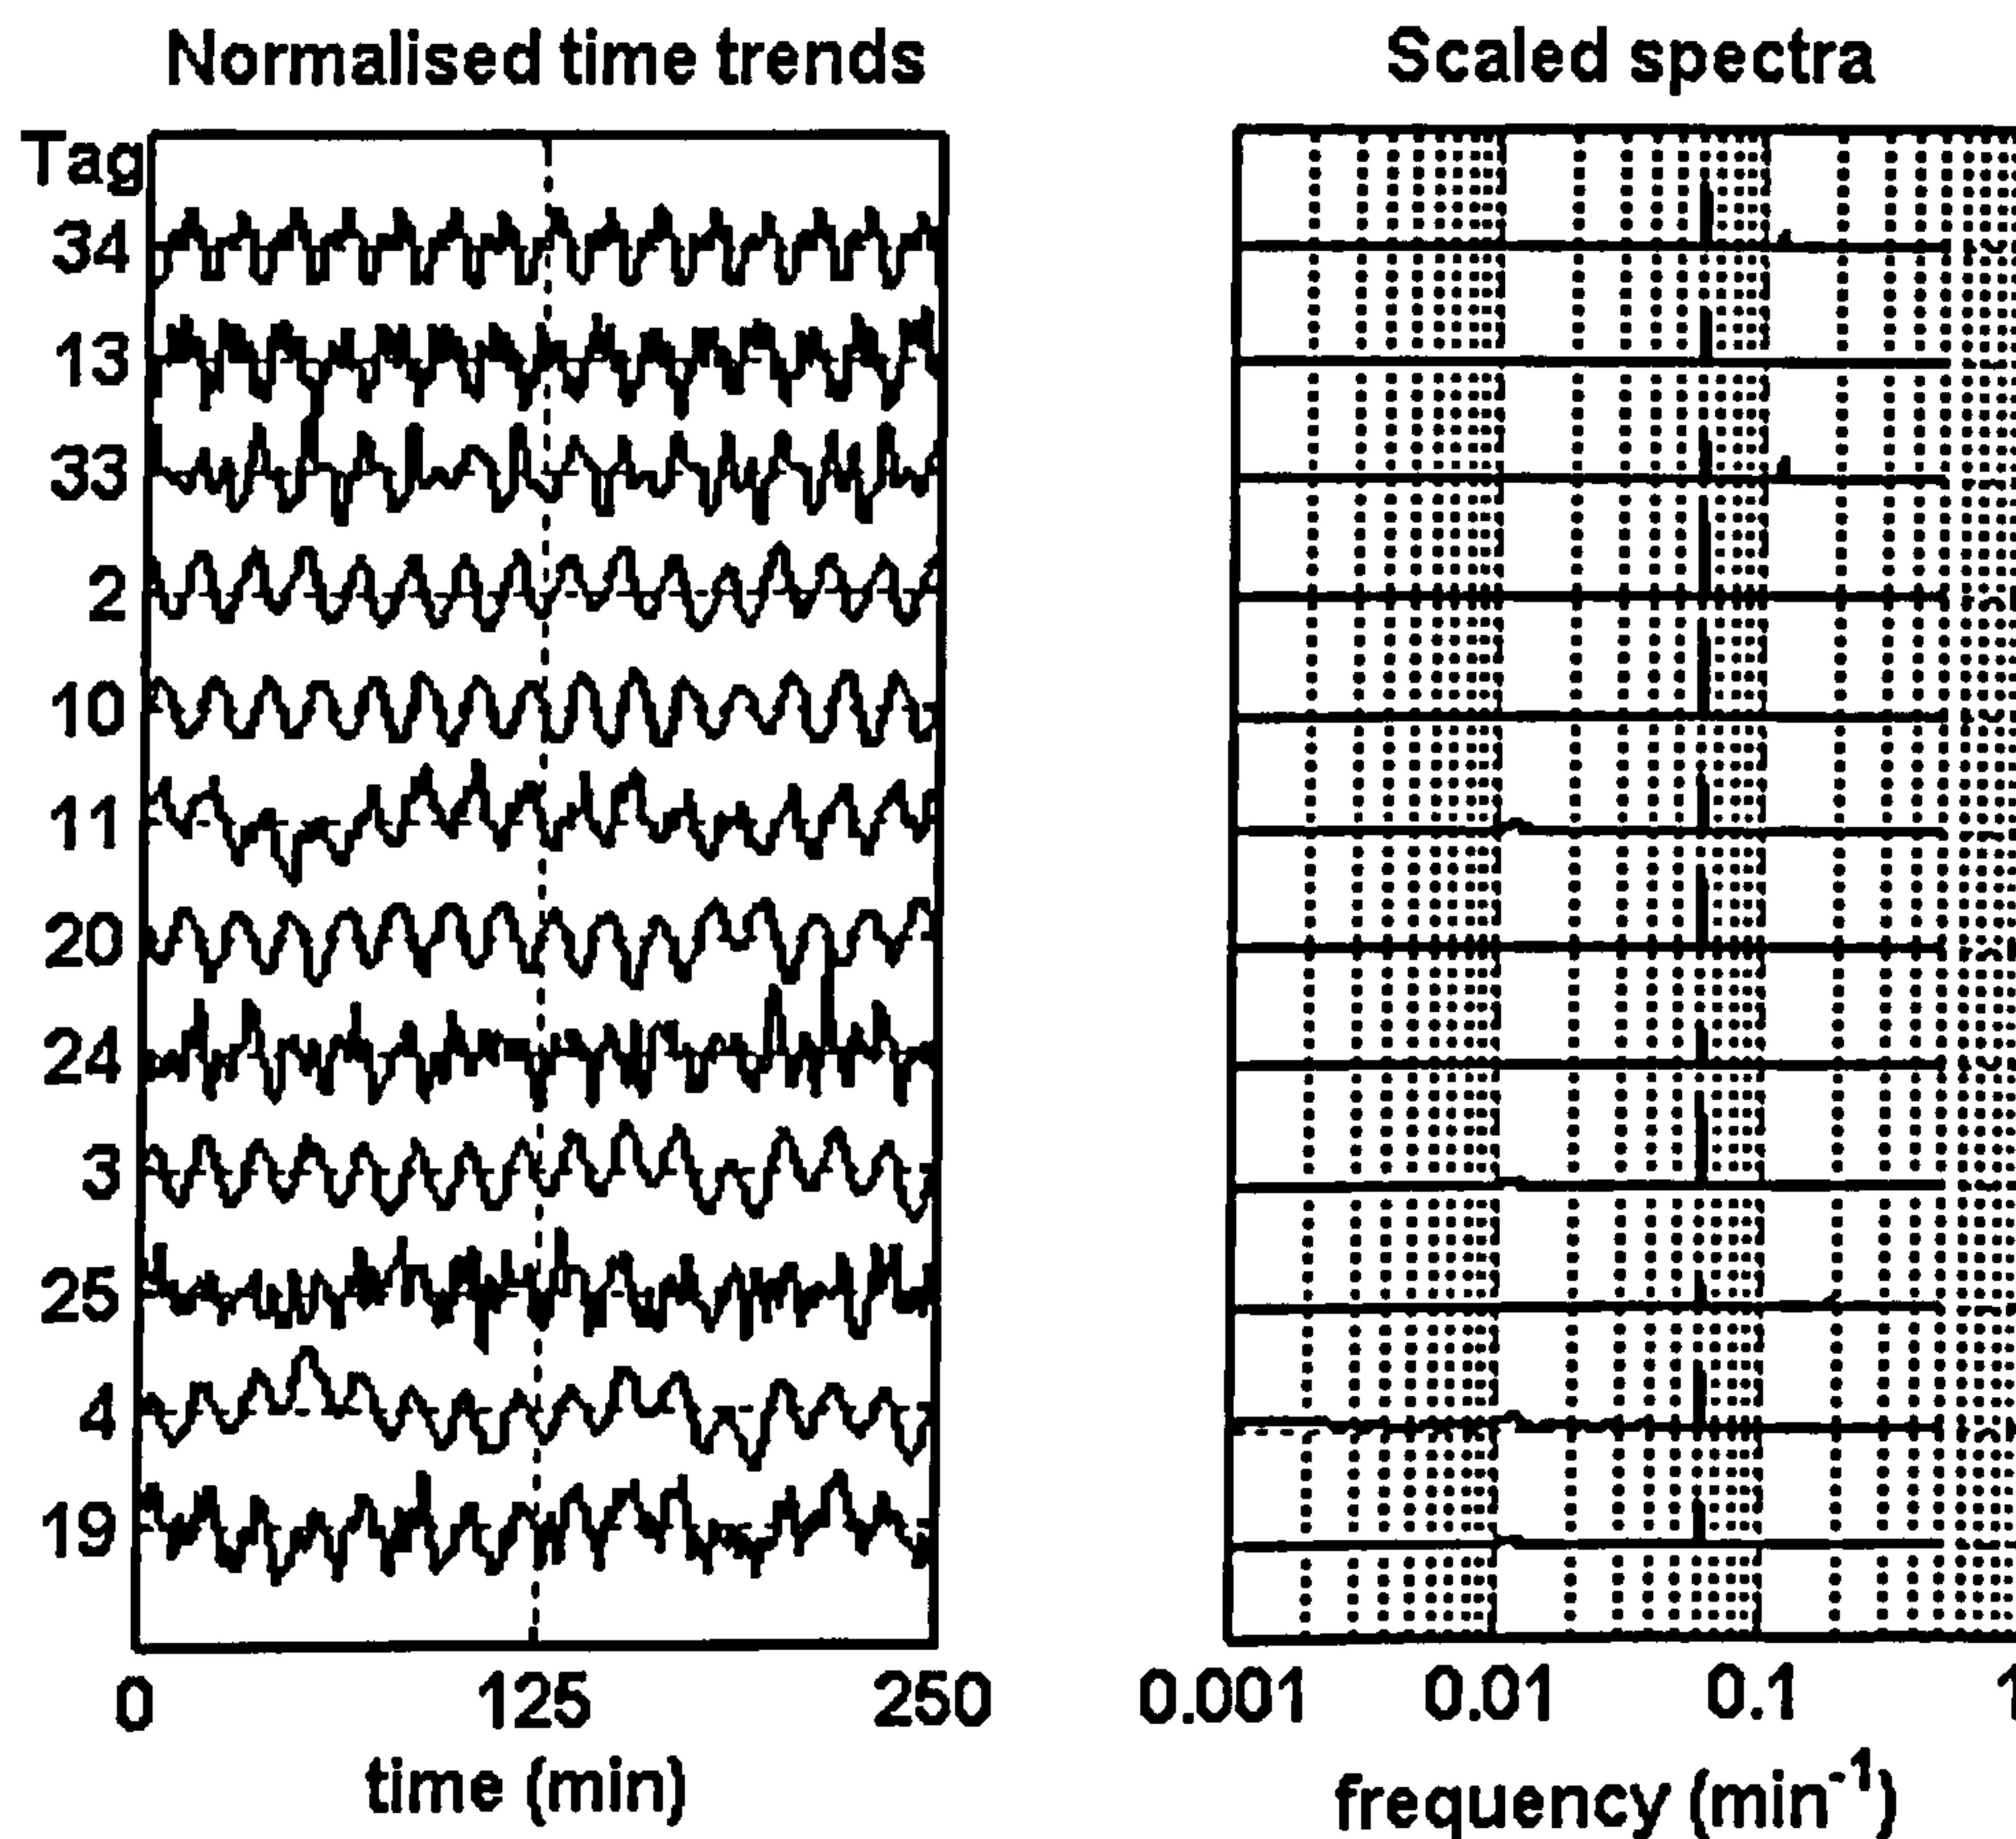 Normalised time trends
Scaled spectra
Tag
34
13
33
2
10
11
20
24
3
25
4
19
0 125 250
time (min)
0.001 0.01 0.1 1
frequency (min⁻¹)